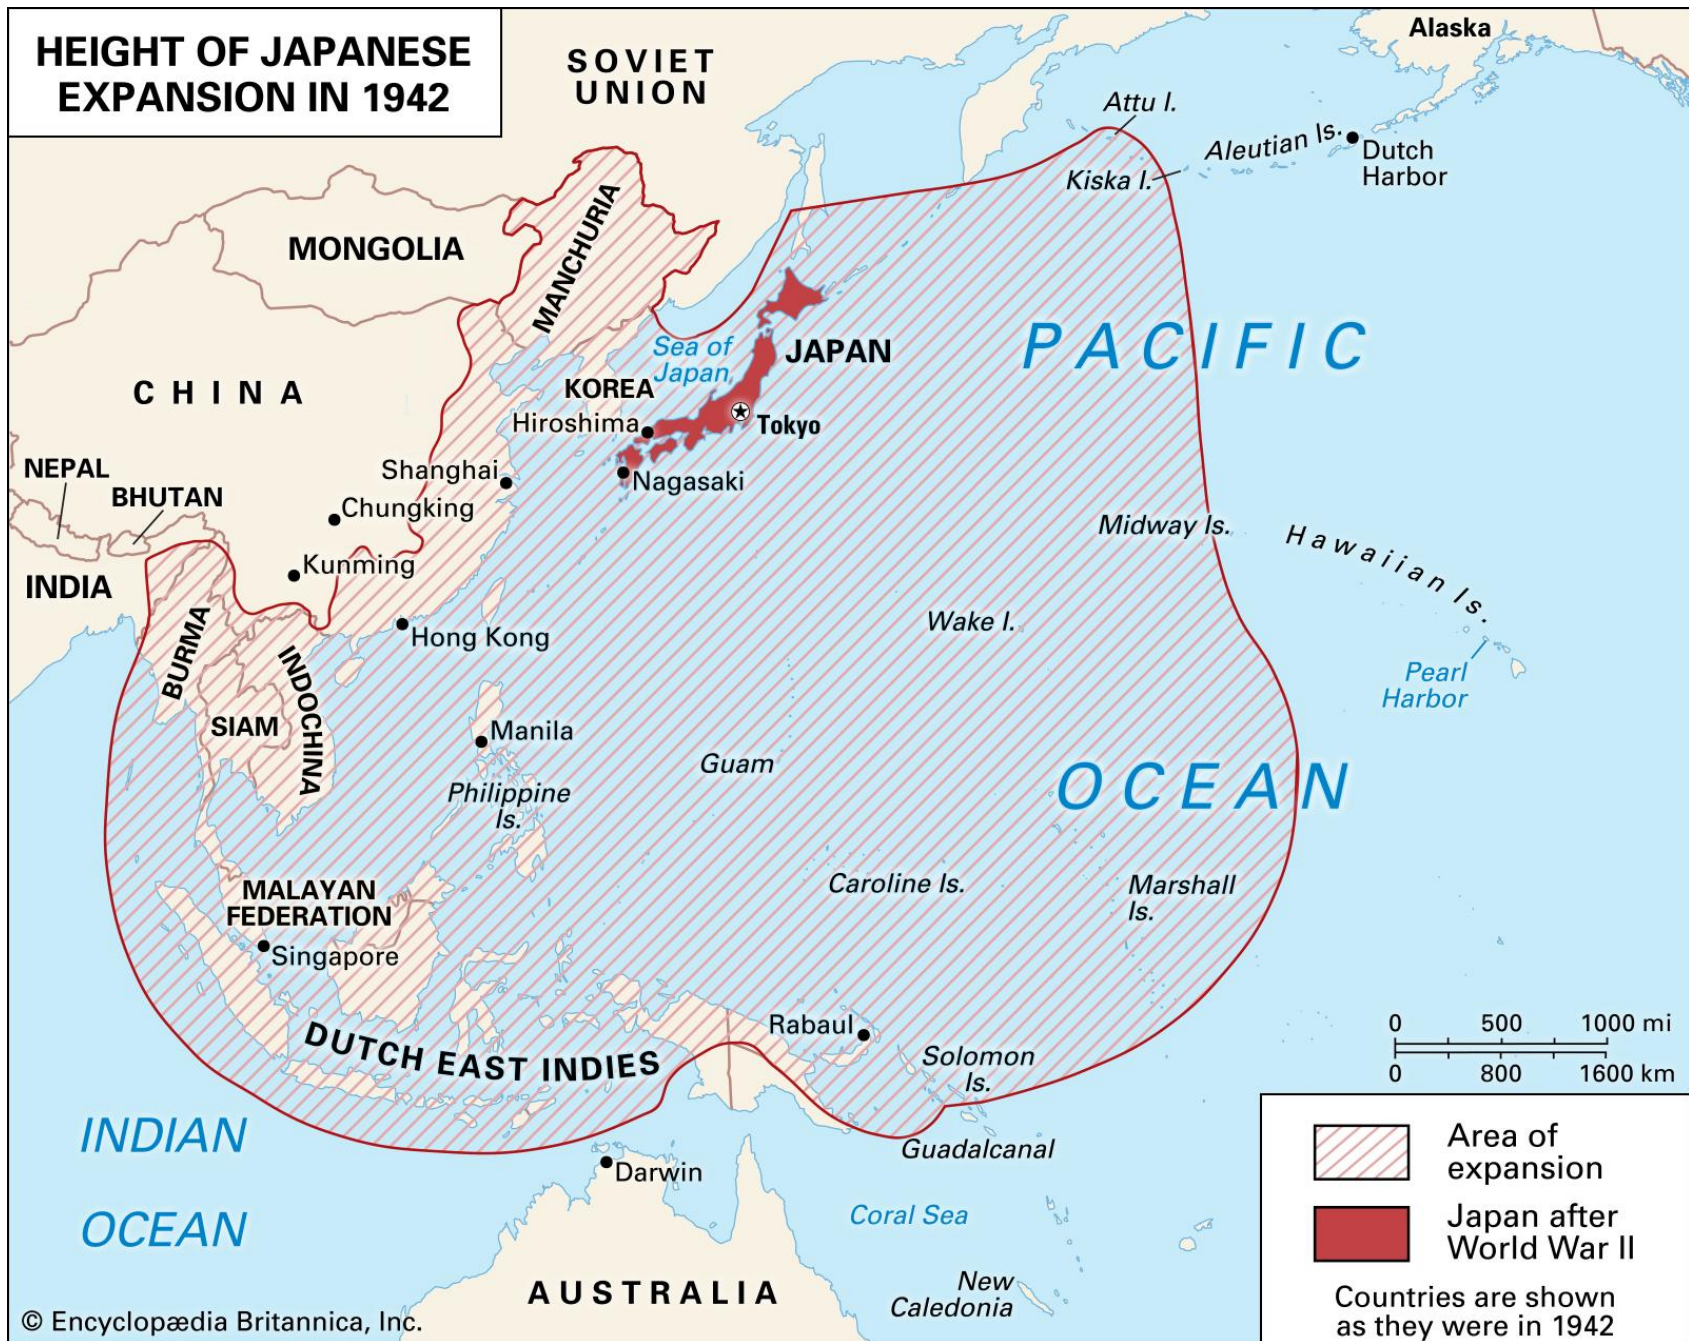 HEIGHT OF JAPANESE
EXPANSION IN 1942
SOVIET
UNION
Alaska
Attu I.
Aleutian Is.
Dutch
Harbor
Kiska I.
MONGOLIA
MANCHURIA
PACIFIC
Sea of
Japan
JAPAN
CHINA
KOREA
Hiroshima
Tokyo
NEPAL
Shanghai
Nagasaki
BHUTAN
Chungking
Midway Is.
Hawaiian Is.
Kunming
INDIA
BURMA
Hong Kong
Wake I.
INDOCHINA
Pearl
Harbor
SIAM
Manila
Guam
OCEAN
Philippine
Is.
MALAYAN
FEDERATION
Caroline Is.
Marshall
Is.
Singapore
Rabaul
DUTCH EAST INDIES
Solomon
Is.
0 500 1000 mi
0 800 1600 km
INDIAN
OCEAN
Guadalcanal
Darwin
Coral Sea
AUSTRALIA
New
Caledonia
Area of
expansion
Japan after
World War II
Countries are shown
as they were in 1942
© Encyclopædia Britannica, Inc.